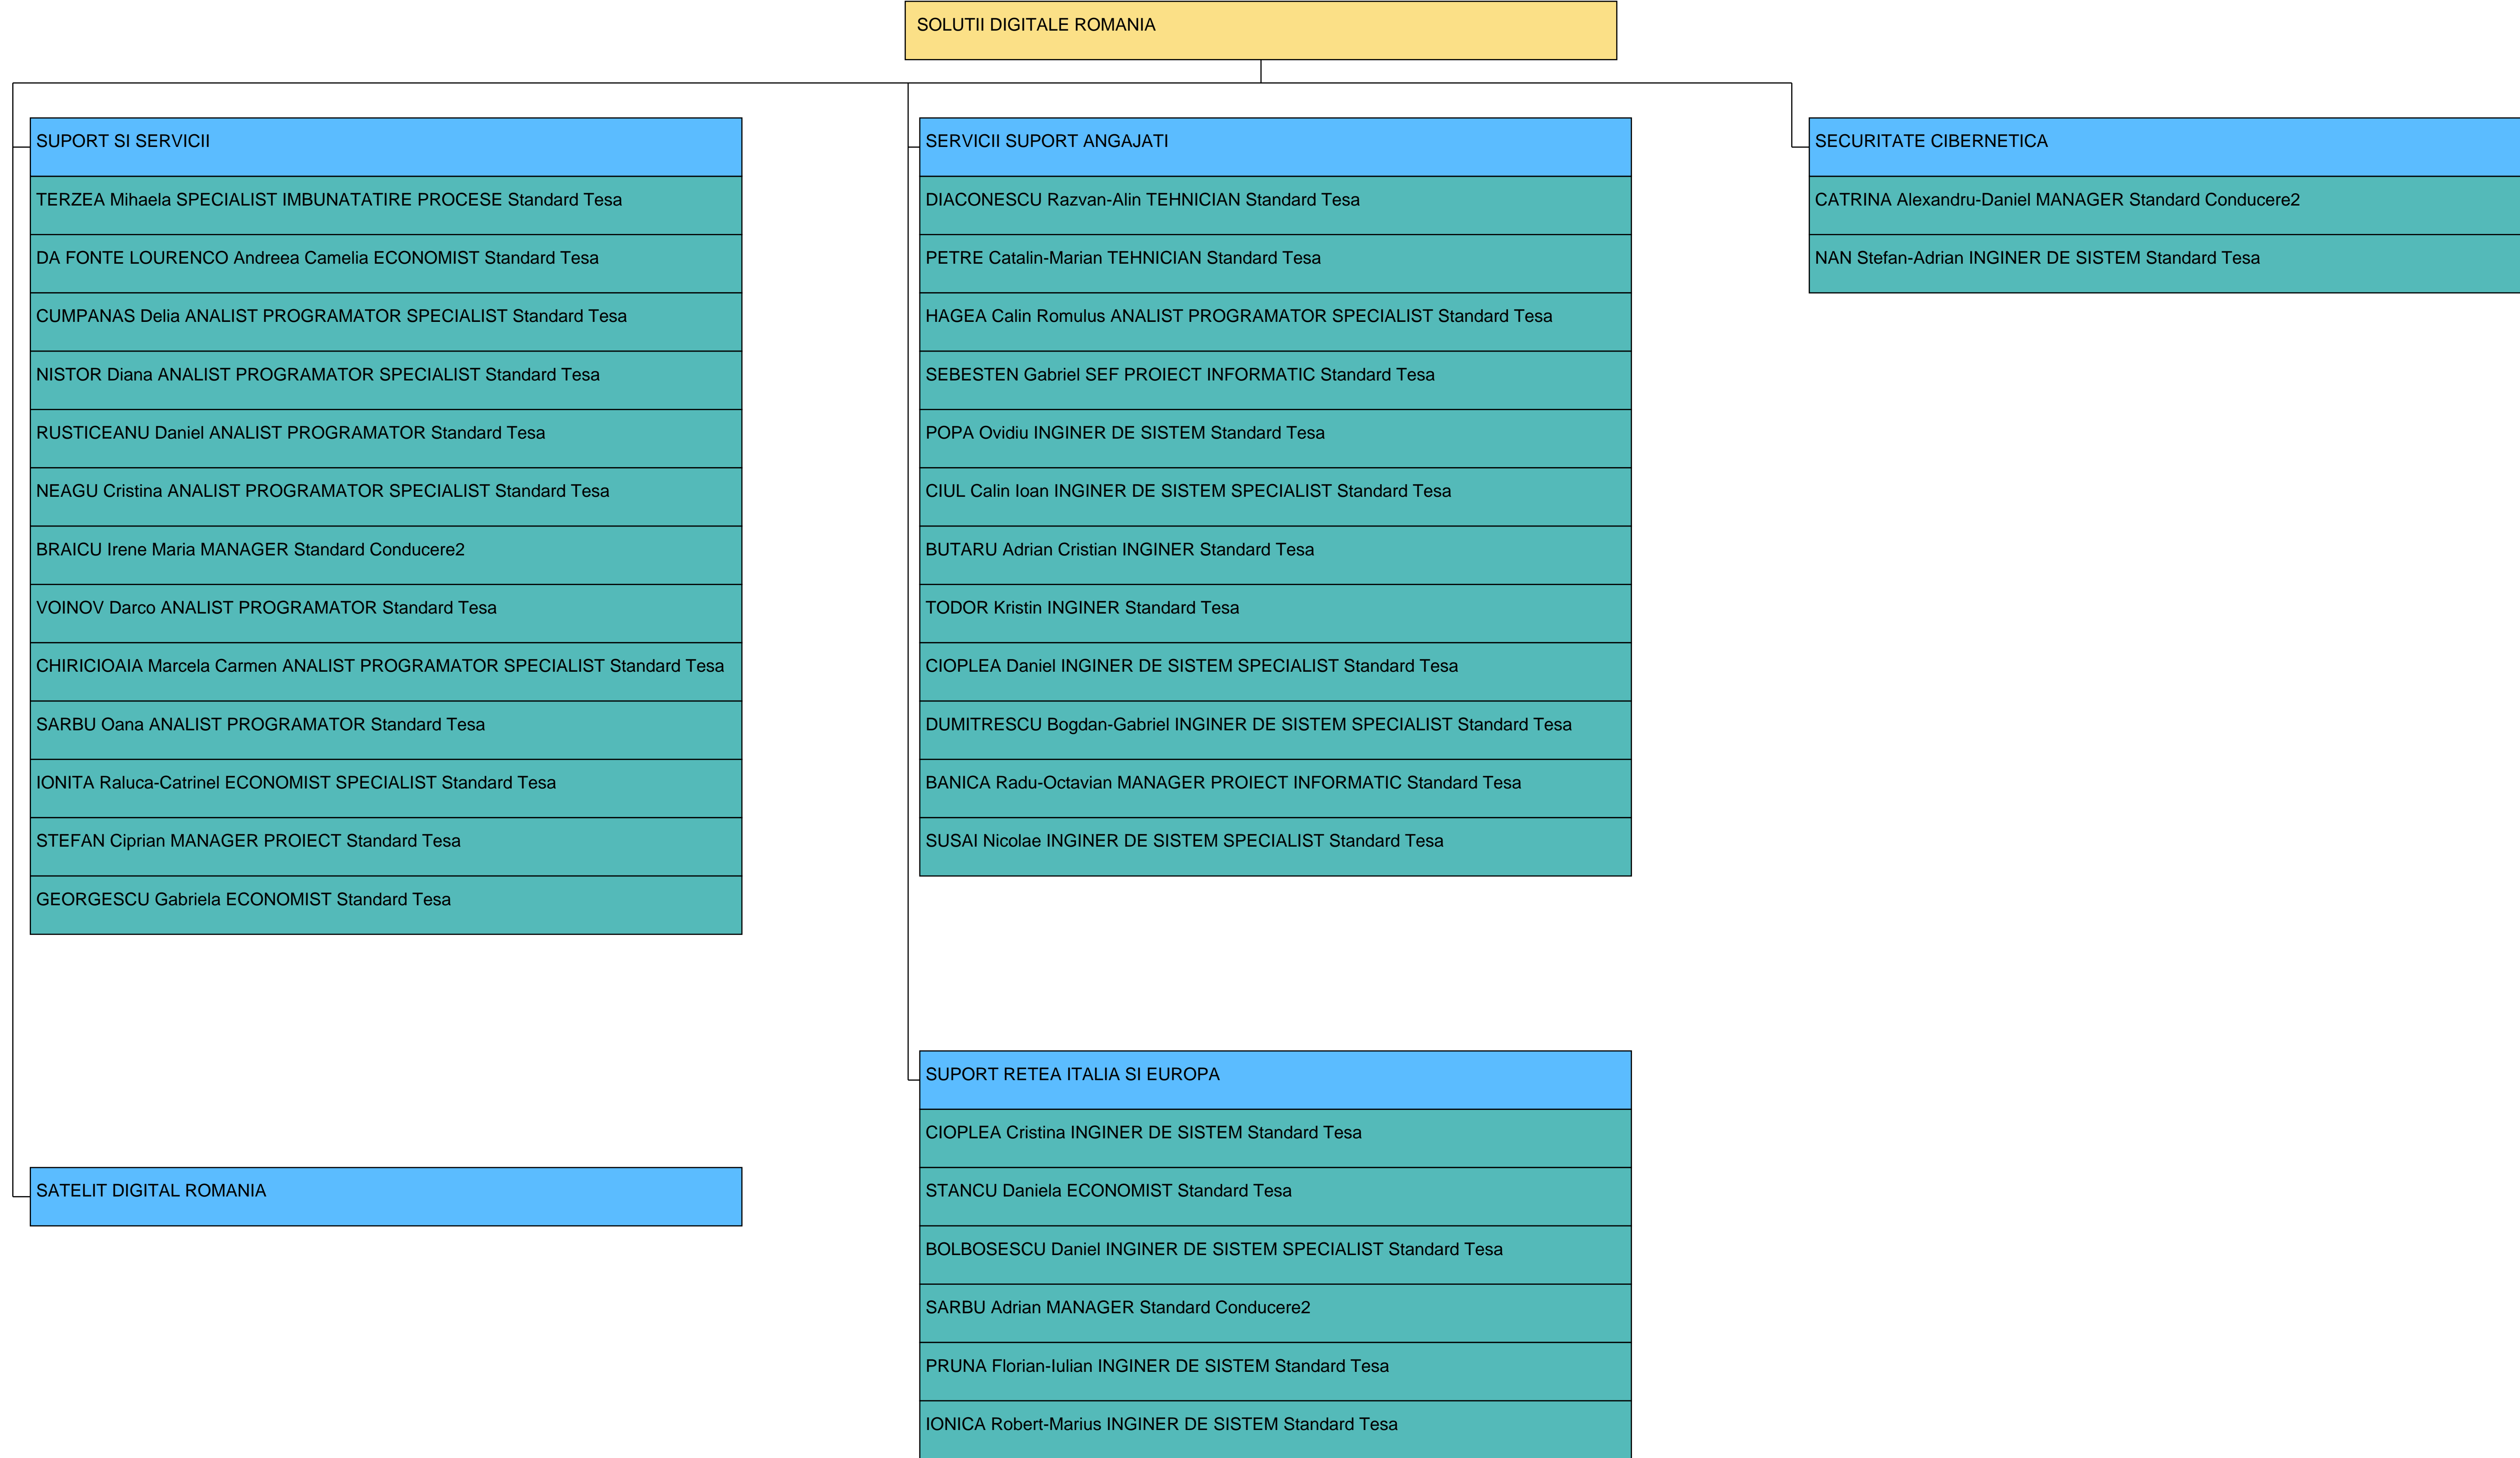 SOLUTII DIGITALE ROMANIA
SUPORT SI SERVICII
TERZEA Mihaela SPECIALIST IMBUNATATIRE PROCESE Standard Tesa
DA FONTE LOURENCO Andreea Camelia ECONOMIST Standard Tesa
CUMPANAS Delia ANALIST PROGRAMATOR SPECIALIST Standard Tesa
NISTOR Diana ANALIST PROGRAMATOR SPECIALIST Standard Tesa
RUSTICEANU Daniel ANALIST PROGRAMATOR Standard Tesa
NEAGU Cristina ANALIST PROGRAMATOR SPECIALIST Standard Tesa
BRAICU Irene Maria MANAGER Standard Conducere2
VOINOV Darco ANALIST PROGRAMATOR Standard Tesa
CHIRICIOAIA Marcela Carmen ANALIST PROGRAMATOR SPECIALIST Standard Tesa
SARBU Oana ANALIST PROGRAMATOR Standard Tesa
IONITA Raluca-Catrinel ECONOMIST SPECIALIST Standard Tesa
STEFAN Ciprian MANAGER PROIECT Standard Tesa
GEORGESCU Gabriela ECONOMIST Standard Tesa
SATELIT DIGITAL ROMANIA
SERVICII SUPORT ANGAJATI
DIACONESCU Razvan-Alin TEHNICIAN Standard Tesa
PETRE Catalin-Marian TEHNICIAN Standard Tesa
HAGEA Calin Romulus ANALIST PROGRAMATOR SPECIALIST Standard Tesa
SEBESTEN Gabriel SEF PROIECT INFORMATIC Standard Tesa
POPA Ovidiu INGINER DE SISTEM Standard Tesa
CIUL Calin Ioan INGINER DE SISTEM SPECIALIST Standard Tesa
BUTARU Adrian Cristian INGINER Standard Tesa
TODOR Kristin INGINER Standard Tesa
CIOPLEA Daniel INGINER DE SISTEM SPECIALIST Standard Tesa
DUMITRESCU Bogdan-Gabriel INGINER DE SISTEM SPECIALIST Standard Tesa
BANICA Radu-Octavian MANAGER PROIECT INFORMATIC Standard Tesa
SUSAI Nicolae INGINER DE SISTEM SPECIALIST Standard Tesa
SUPORT RETEA ITALIA SI EUROPA
CIOPLEA Cristina INGINER DE SISTEM Standard Tesa
STANCU Daniela ECONOMIST Standard Tesa
BOLBOSESCU Daniel INGINER DE SISTEM SPECIALIST Standard Tesa
SARBU Adrian MANAGER Standard Conducere2
PRUNA Florian-Iulian INGINER DE SISTEM Standard Tesa
IONICA Robert-Marius INGINER DE SISTEM Standard Tesa
SECURITATE CIBERNETICA
CATRINA Alexandru-Daniel MANAGER Standard Conducere2
NAN Stefan-Adrian INGINER DE SISTEM Standard Tesa